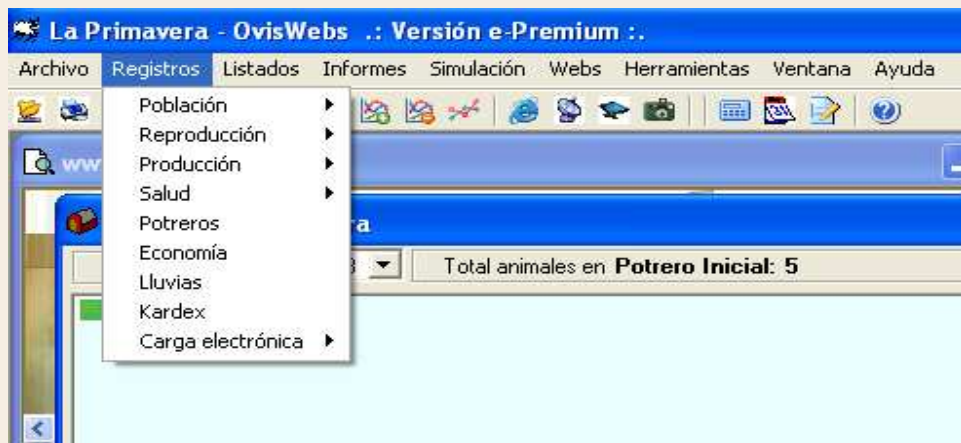 La Primavera - OvisWebs .: Versión e-Premium :.
Archivo Registros Listados Informes Simulación Webs Herramientas Ventana Ayuda
Población
Reproducción
Producción
Salud
Potreros
Economía
Lluvias
Kardex
Carga electrónica
Total animales en Potrero Inicial: 5